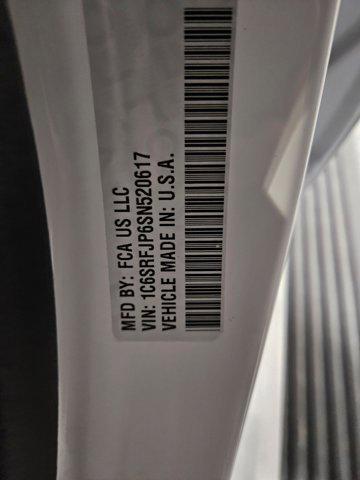 MFD BY: FCA US LLC
VIN: 1C6SRFJP6SN520617
VEHICLE MADE IN: U.S.A.